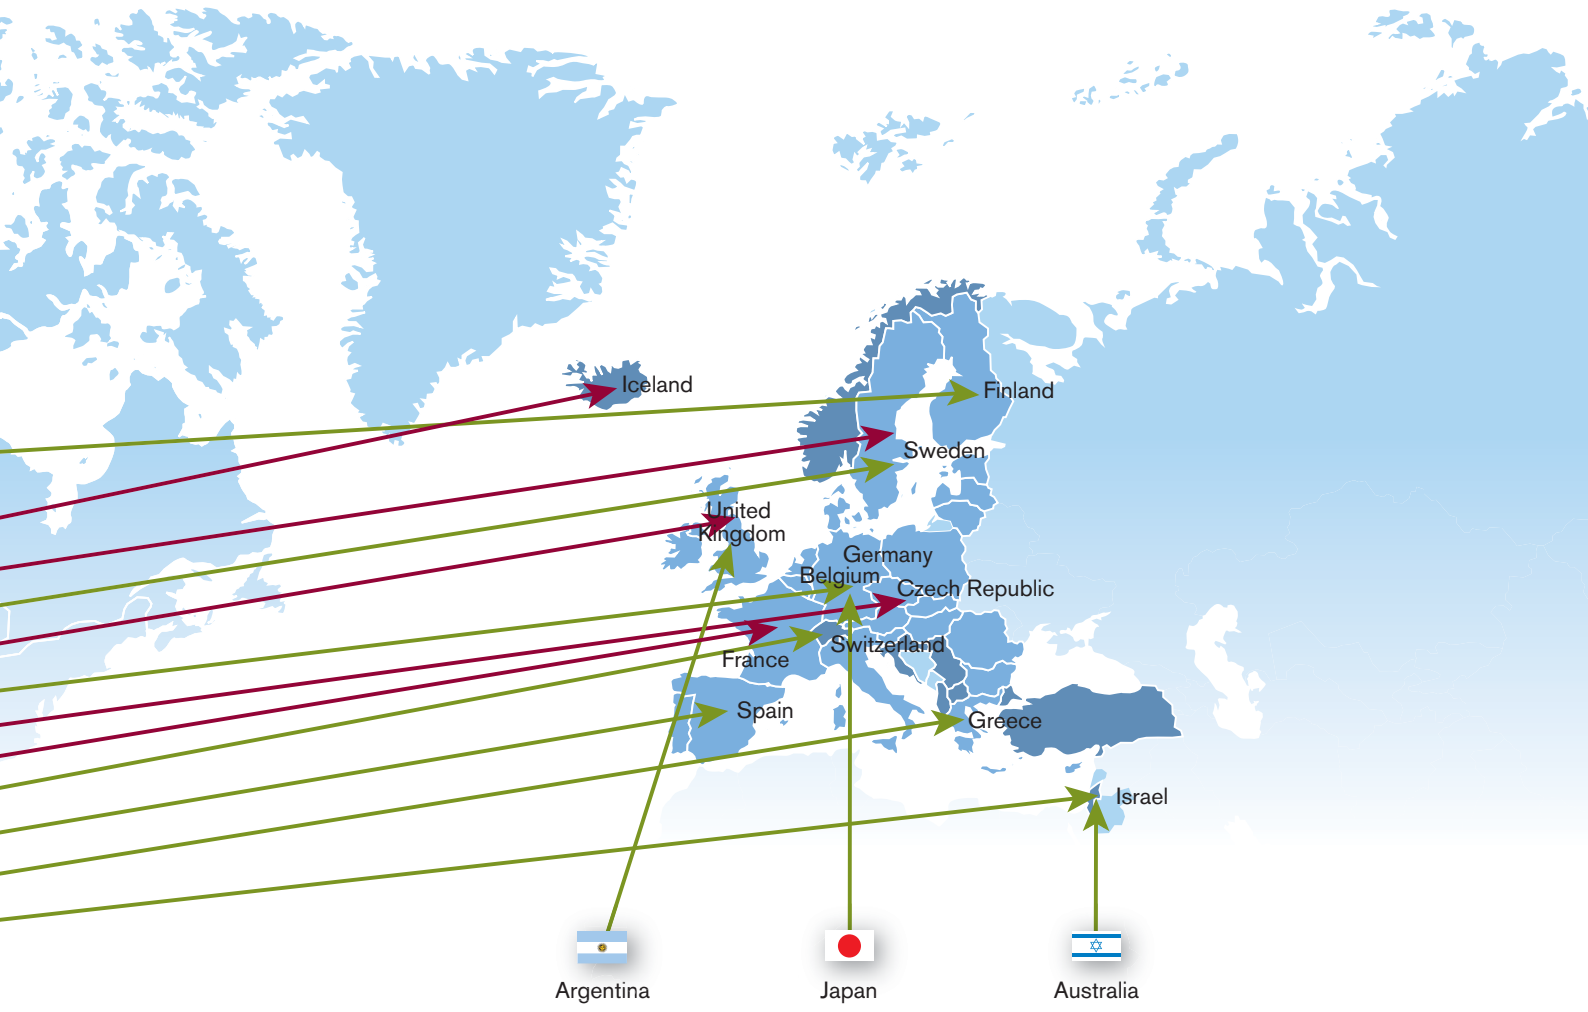 Iceland
Finland
Sweden
United
Kingdom
Germany
Belgium
Czech Republic
Switzerland
France
Spain
Greece
Israel
Argentina
Japan
Australia